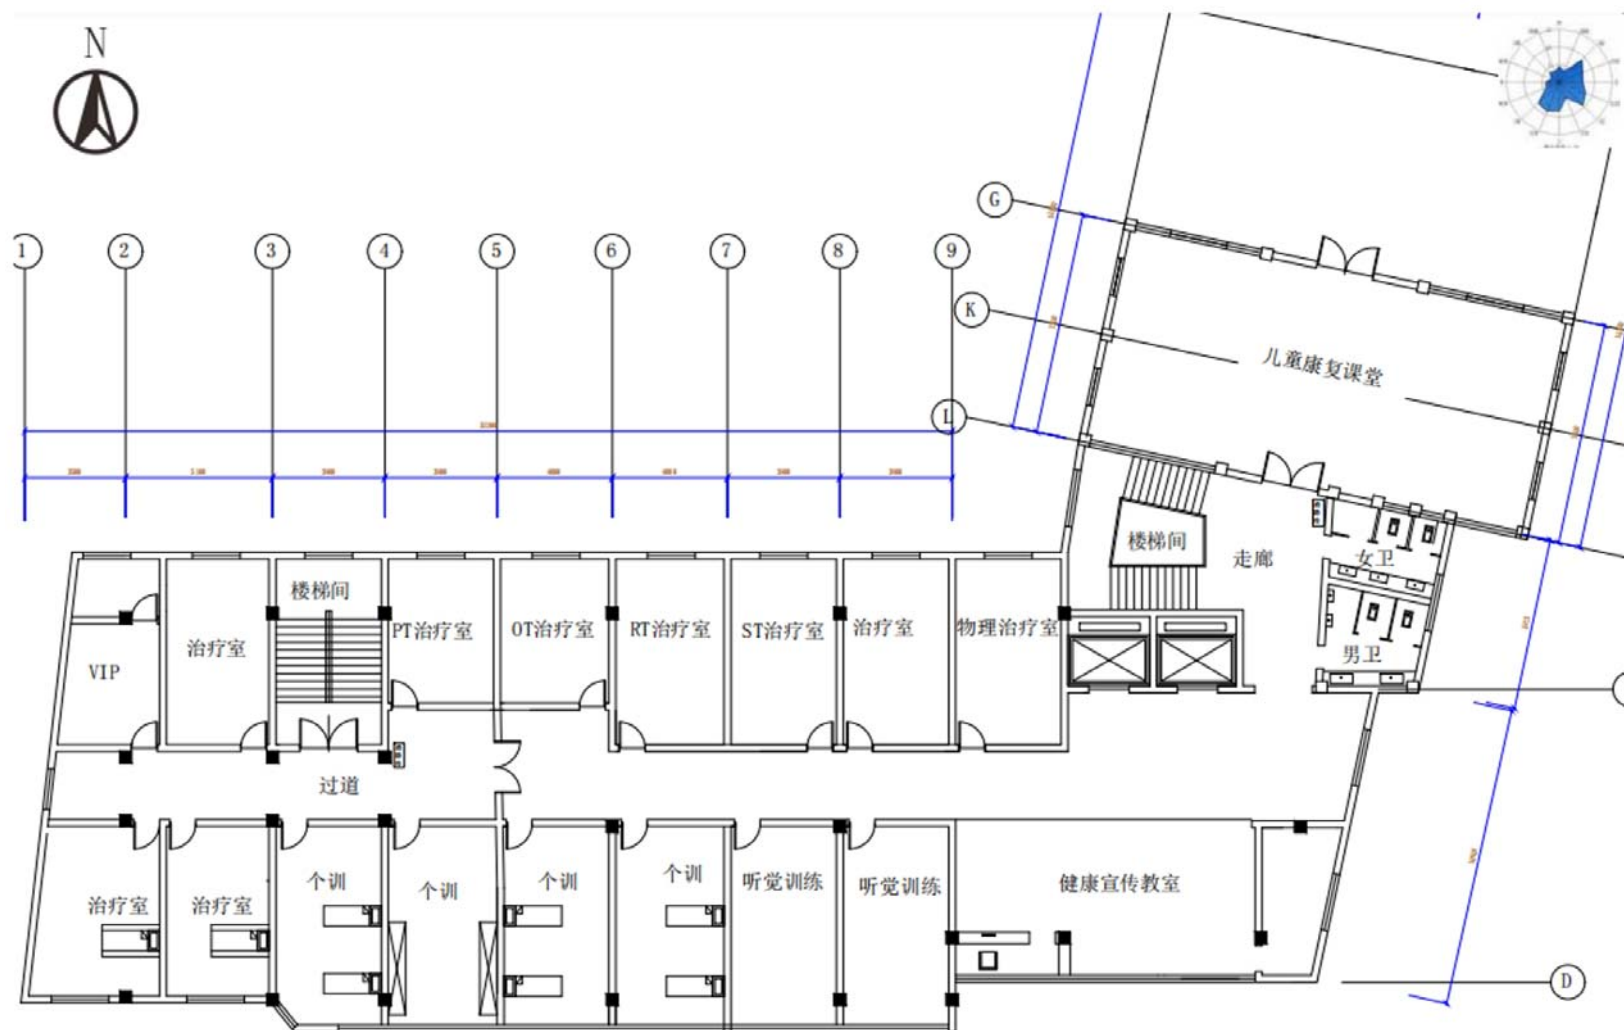 N
G
1
2
3
4
5
6
7
8
9
K
儿童康复课堂
L
楼梯间
走廊
女卫
楼梯间
PT治疗室
OT治疗室
RT治疗室
ST治疗室
治疗室
物理治疗室
治疗室
VIP
男卫
过道
个训
个训
个训
个训
听觉训练
听觉训练
健康宣传教室
治疗室
治疗室
D